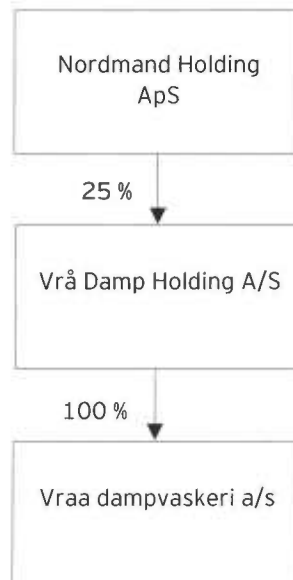 Nordmand Holding
ApS
25 %
Vrå Damp Holding A/S
100 %
Vraa dampvaskeri a/s